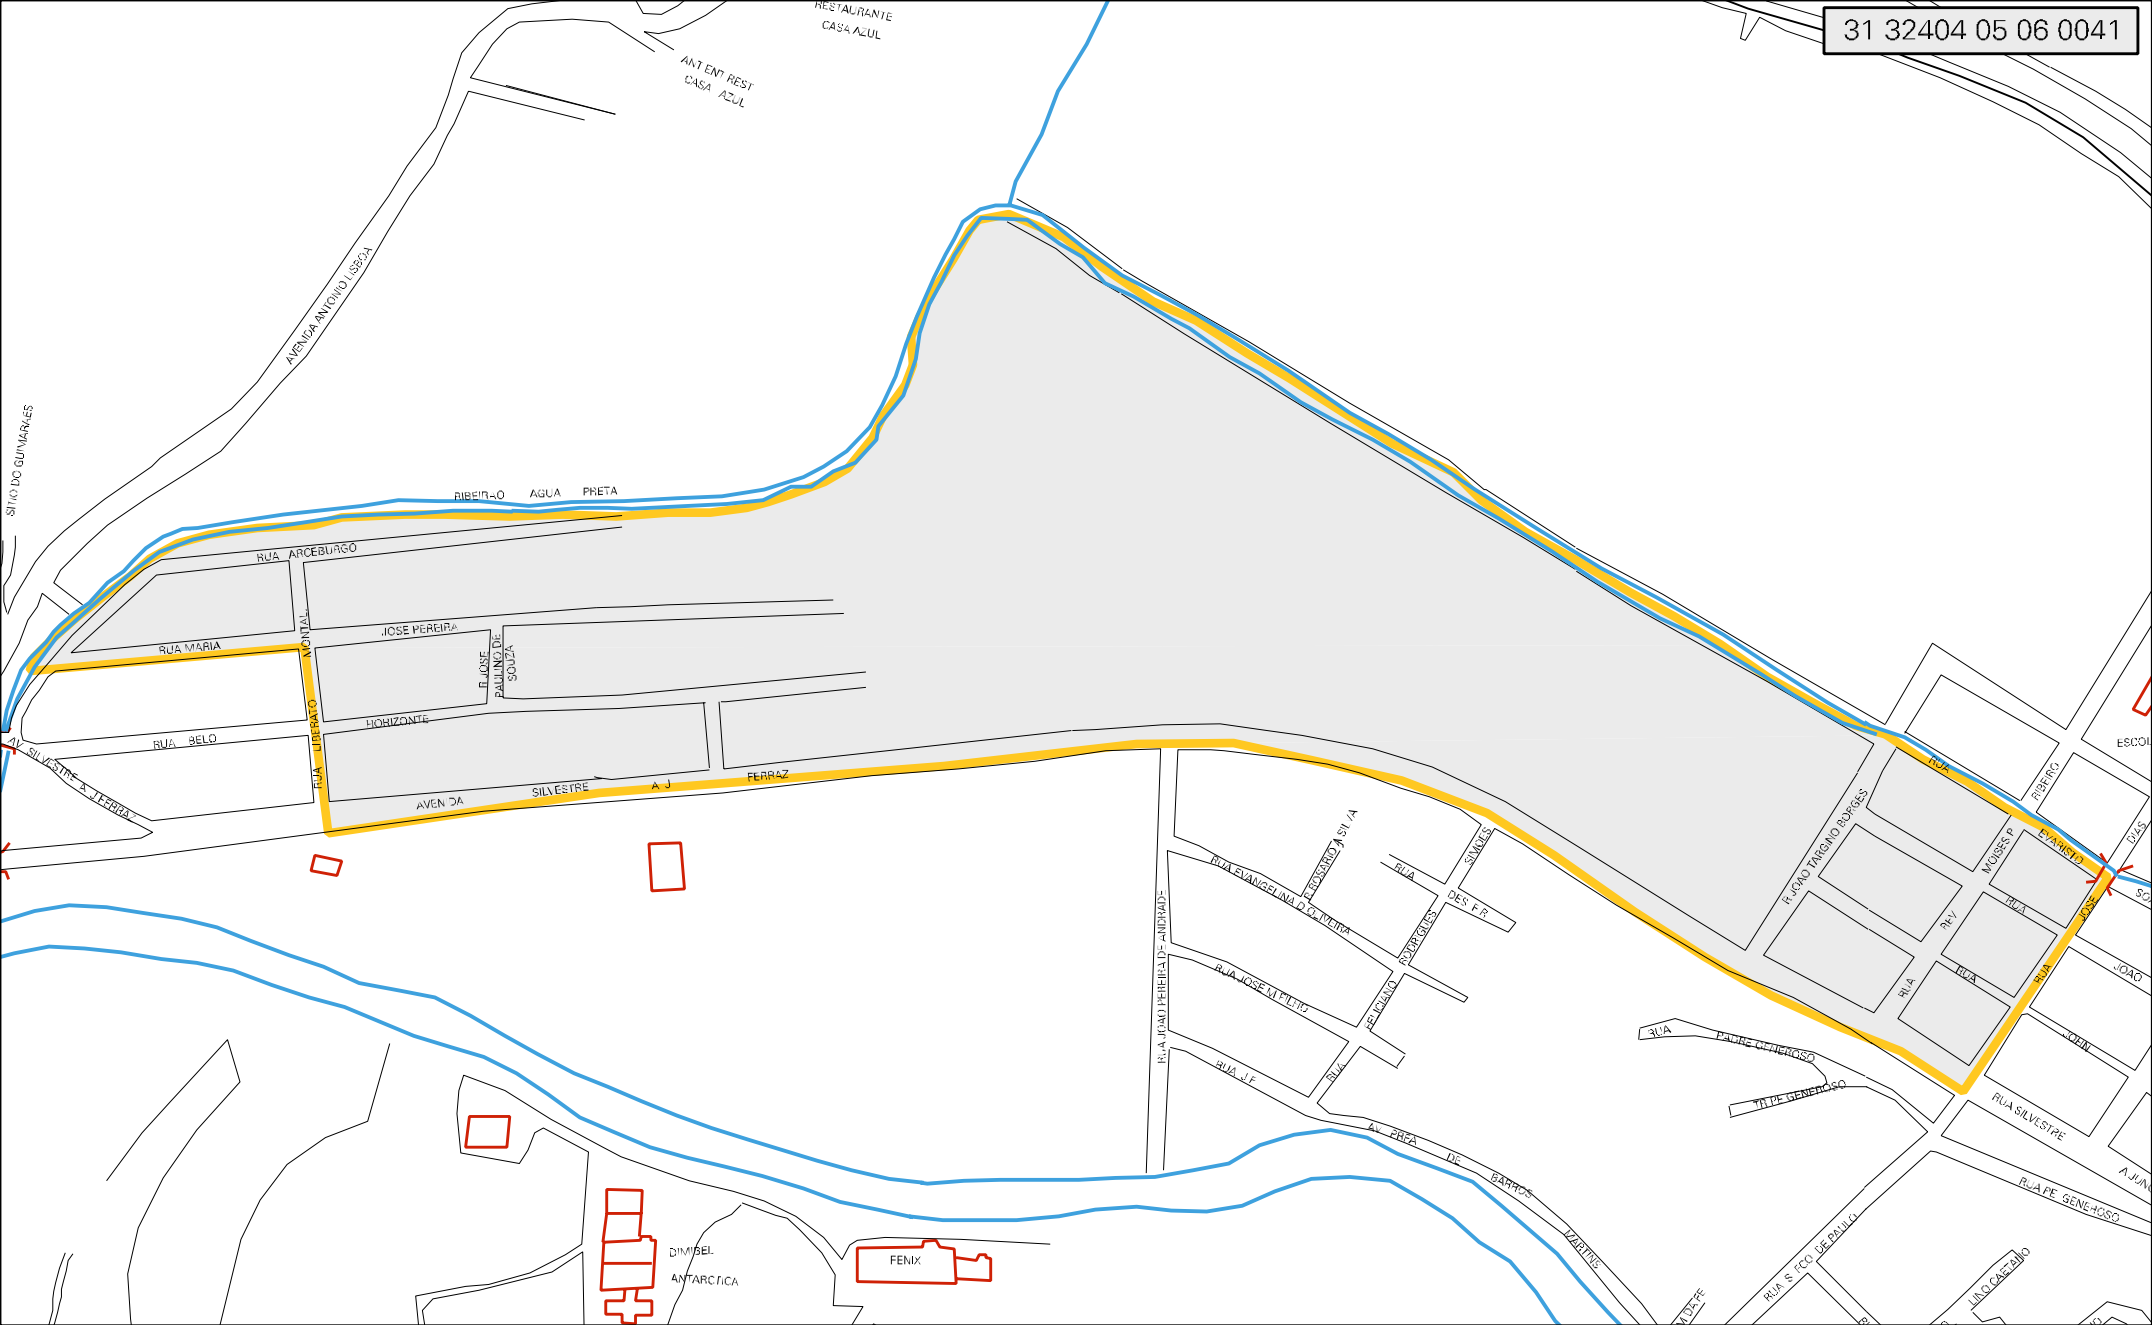 31 32404 05 06 0041
RESTAURANTE
CASA AZUL
ANT ENT REST
CASA AZUL
AVENIDA ANTONIO LISBOA
SITIO DO GUIMARAES
RIBEIRAO AGUA PRETA
RUA ARCEBURGO
MONTAL.
JOSE PEREIRA
RUA MARIA
R JOSE
PAULINO DE
SOUZA
HORIZONTE
RUA BELO
RUA LIBERATO
AV SILVESTRE A J FERRAZ
AVENIDA SILVESTRE A J FERRAZ
RUA
EVARISTO
RIBEIRO
DIAS
R JOAO TARGINO BORGES
MOISES P
REV
RUA
RUA
RUA
JOSE
RUA
JOAO
JOHN
RUA EVANGELINA D OLIVEIRA
R ROSARIO A SILVA
SIMOES
RUA
DES F R
RODRIGUES
FELICIANO
RUA
RUA JOAO PEREIRA DE ANDRADE
RUA JOSE M FILHO
RUA J F
AV PRFA DE BARROS MARTINS
RUA PADRE GENEROSO
TR PE GENEROSO
RUA SILVESTRE
A JUNQ
RUA PE GENEROSO
RUA S FCO DE PAULO
LINO CAETANO
DIMIBEL
ANTARCTICA
FENIX